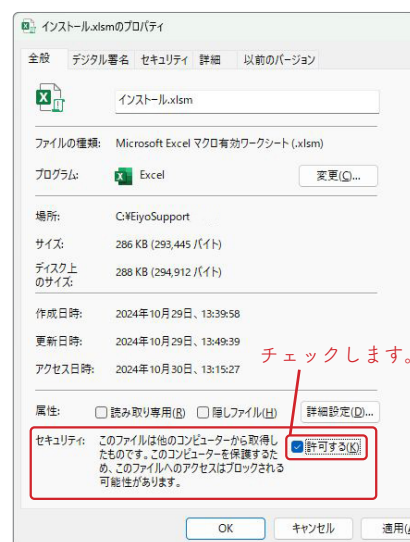 インストール.xlsmのプロパティ
全般 デジタル署名 セキュリティ 詳細 以前のバージョン
インストール.xlsm
ファイルの種類: Microsoft Excel マクロ有効ワークシート (.xlsm)
プログラム: Excel 変更(C)...
場所: C:¥EiyoSupport
サイズ: 286 KB (293,445 バイト)
ディスク上
のサイズ: 288 KB (294,912 バイト)
作成日時: 2024年10月29日、13:39:58
更新日時: 2024年10月29日、13:49:39
チェックします。
アクセス日時: 2024年10月30日、13:15:27
属性: 読み取り専用(R) 隠しファイル(H) 詳細設定(D)...
セキュリティ: このファイルは他のコンピューターから取得し
たものです。このコンピューターを保護するた
め、このファイルへのアクセスはブロックされる
可能性があります。
許可する(K)
OK キャンセル 適用(